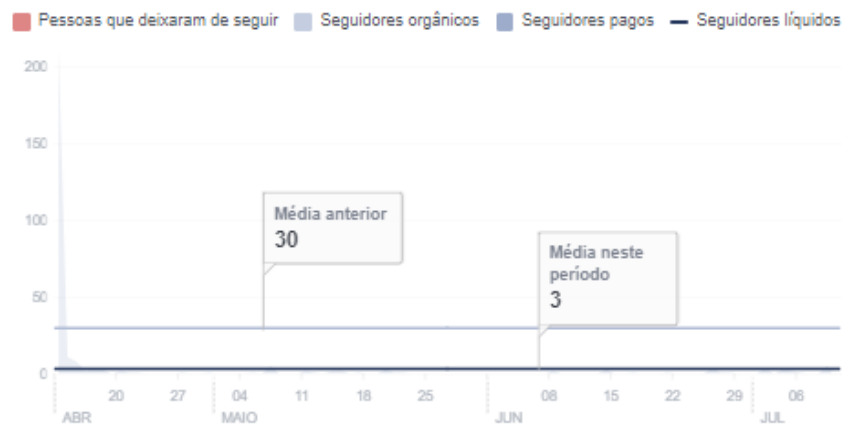 Pessoas que deixaram de seguir Seguidores orgânicos Seguidores pagos Seguidores líquidos
200
150
100
50
0
Média anterior
30
Média neste
período
3
20 27 04 11 18 25 08 15 22 29 06
ABR MAIO JUN JUL